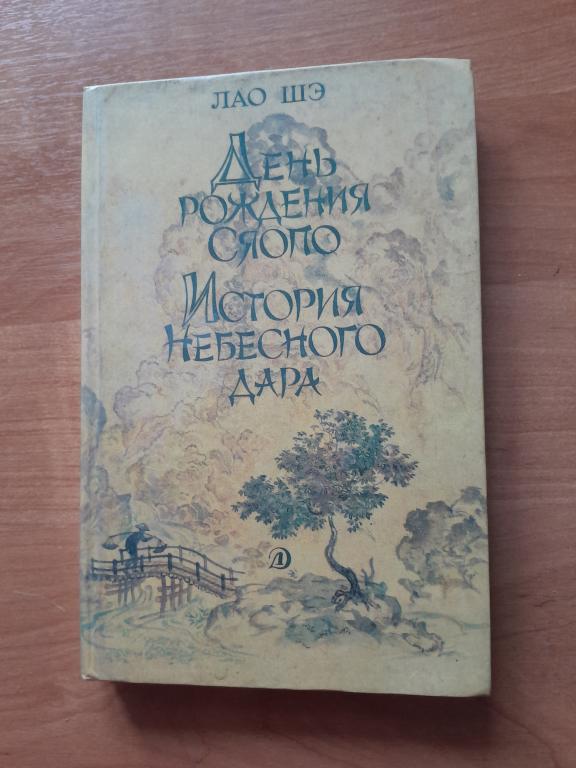 ЛАО ШЭ
ДЕНЬ
РОЖДЕНИЯ
СЯОПО
ИСТОРИЯ
НЕБЕСНОГО
ДАРА
Д